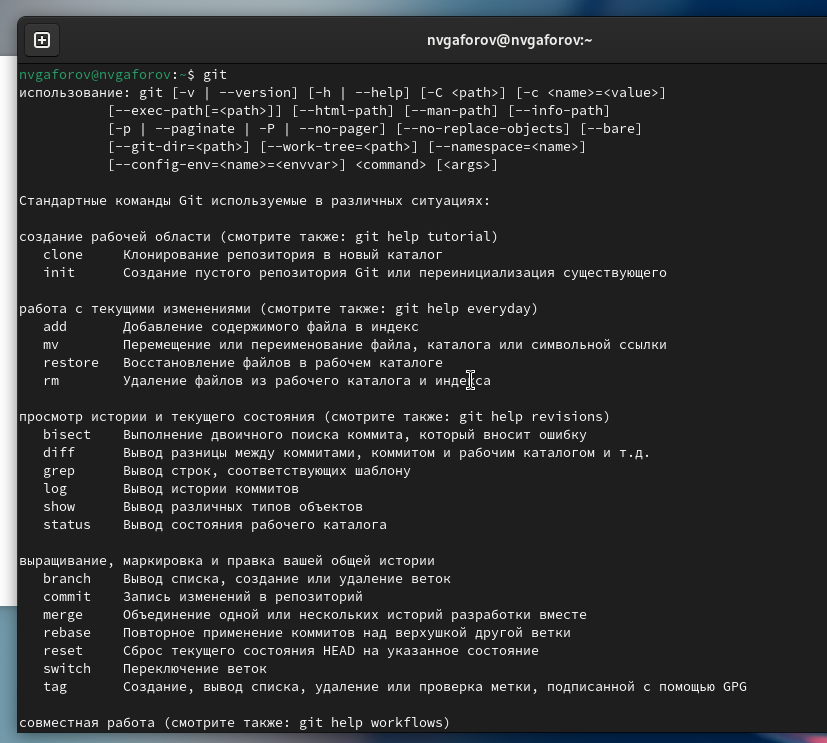 nvgaforov@nvgaforov:~
nvgaforov@nvgaforov:~$ git
использование: git [-v | --version] [-h | --help] [-C <path>] [-c <name>=<value>]
[--exec-path[=<path>]] [--html-path] [--man-path] [--info-path]
[-p | --paginate | -P | --no-pager] [--no-replace-objects] [--bare]
[--git-dir=<path>] [--work-tree=<path>] [--namespace=<name>]
[--config-env=<name>=<envvar>] <command> [<args>]
Стандартные команды Git используемые в различных ситуациях:
создание рабочей области (смотрите также: git help tutorial)
clone Клонирование репозитория в новый каталог
init Создание пустого репозитория Git или переинициализация существующего
работа с текущими изменениями (смотрите также: git help everyday)
add Добавление содержимого файла в индекс
mv Перемещение или переименование файла, каталога или символьной ссылки
restore Восстановление файлов в рабочем каталоге
rm Удаление файлов из рабочего каталога и индекса
просмотр истории и текущего состояния (смотрите также: git help revisions)
bisect Выполнение двоичного поиска коммита, который вносит ошибку
diff Вывод разницы между коммитами, коммитом и рабочим каталогом и т.д.
grep Вывод строк, соответствующих шаблону
log Вывод истории коммитов
show Вывод различных типов объектов
status Вывод состояния рабочего каталога
выращивание, маркировка и правка вашей общей истории
branch Вывод списка, создание или удаление веток
commit Запись изменений в репозиторий
merge Объединение одной или нескольких историй разработки вместе
rebase Повторное применение коммитов над верхушкой другой ветки
reset Сброс текущего состояния HEAD на указанное состояние
switch Переключение веток
tag Создание, вывод списка, удаление или проверка метки, подписанной с помощью GPG
совместная работа (смотрите также: git help workflows)